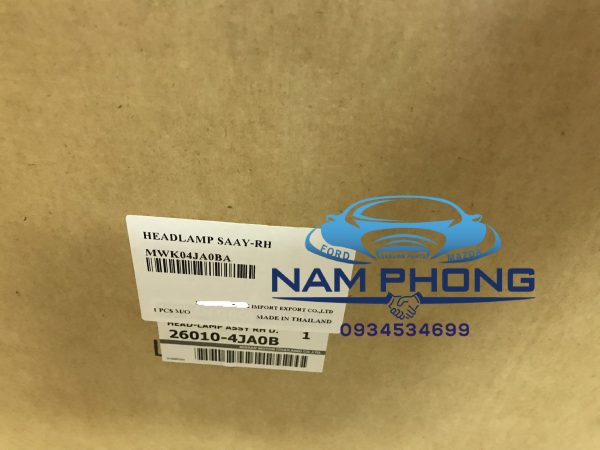 HEADLAMP SAAY-RH
MWK04JA0BA
1 PCS M/O
IMPORT EXPORT CO.,LTD
MADE IN THAILAND
HEAD-LAMP ASSY RH D. 1
26010-4JA0B
FORD
MAZDA
NAM PHONG
0934534699